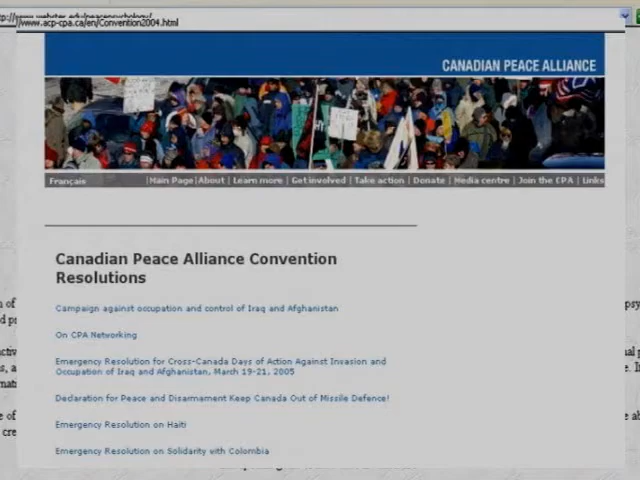 /www.acp-cpa.ca/en/Convention2004.html
CANADIAN PEACE ALLIANCE
Français |Main Page|About | Learn more | Get involved | Take action | Donate | Media centre | Join the CPA | Links
Canadian Peace Alliance Convention
Resolutions
Campaign against occupation and control of Iraq and Afghanistan
On CPA Networking
Emergency Resolution for Cross-Canada Days of Action Against Invasion and
Occupation of Iraq and Afghanistan, March 19-21, 2005
Declaration for Peace and Disarmament Keep Canada Out of Missile Defence!
Emergency Resolution on Haiti
Emergency Resolution on Solidarity with Colombia